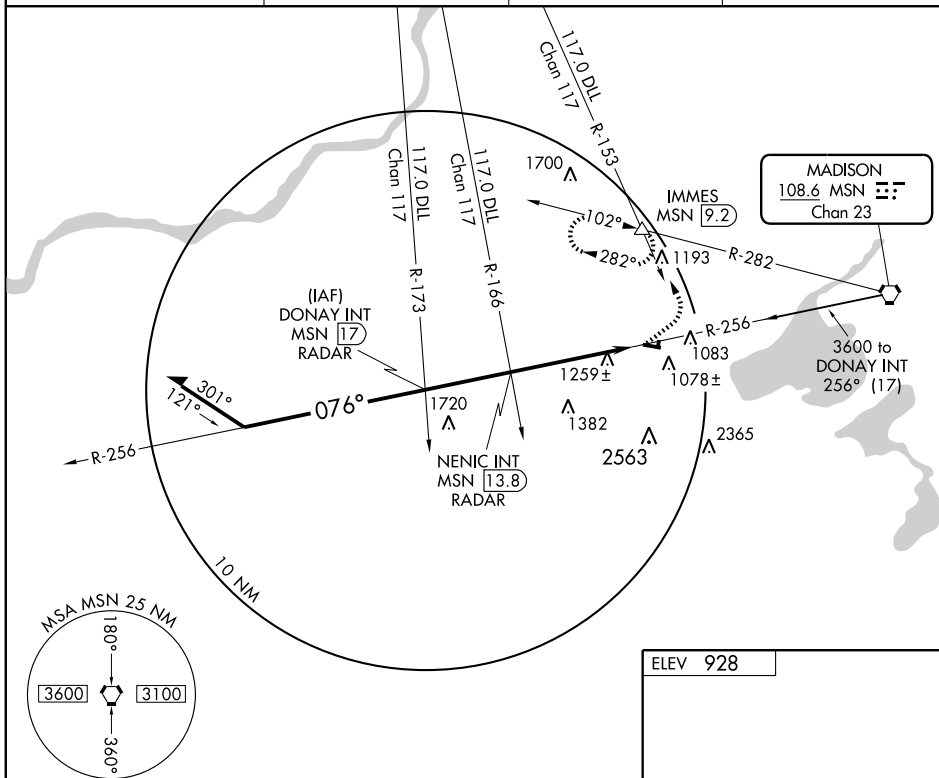 117.0 DLL
Chan 117
R-153
117.0 DLL
Chan 117
R-173
117.0 DLL
Chan 117
R-166
1700
IMMES
MSN 9.2
MADISON
108.6 MSN
Chan 23
102°
282°
1193
R-282
(IAF)
DONAY INT
MSN 17
RADAR
R-256
3600 to
DONAY INT
256° (17)
1083
1259±
1078±
301°
121°
076°
1720
1382
R-256
2563
2365
NENIC INT
MSN 13.8
RADAR
10 NM
MSA MSN 25 NM
180°
3600
3100
360°
ELEV 928